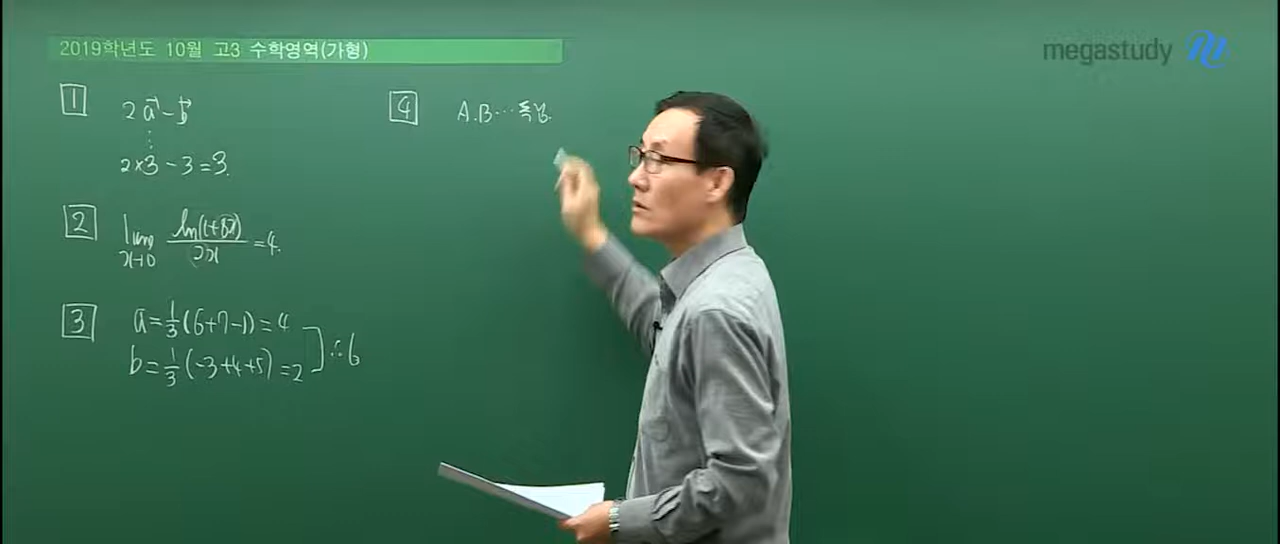 2019학년도 10월 고3 수학영역(가형)
megastudy
1
2a⃗-b⃗
⋮
2×3-3=3.
2
lim x→0 ln(1+8x)/2x =4.
3
a=1/3(6+7-1)=4
b=1/3(-3+4+5)=2
∴6
4
A.B…독립.